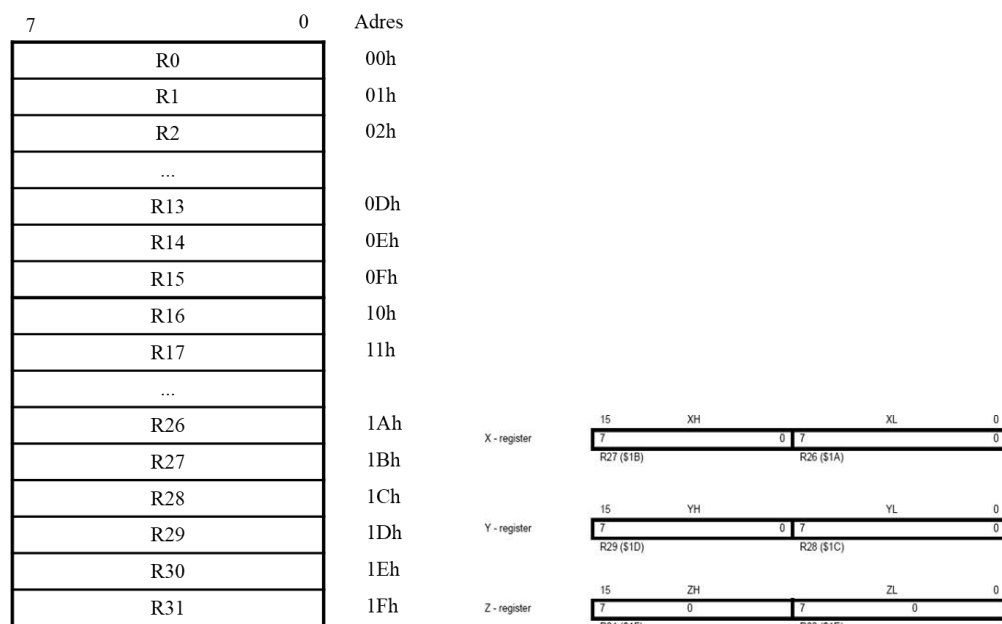 7 0 Adres
R0 00h
R1 01h
R2 02h
...
R13 0Dh
R14 0Eh
R15 0Fh
R16 10h
R17 11h
...
R26 1Ah
R27 1Bh
R28 1Ch
R29 1Dh
R30 1Eh
R31 1Fh
15 XH XL 0
X - register 7 0 7 0
R27 ($1B) R26 ($1A)
15 YH YL 0
Y - register 7 0 7 0
R29 ($1D) R28 ($1C)
15 ZH ZL 0
Z - register 7 0 7 0